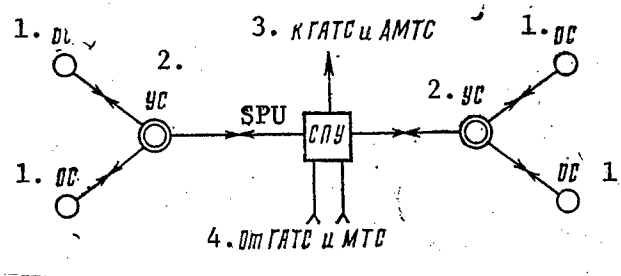 1. ОС
3. к ГАТС и АМТС
1. ОС
2. УС
2. УС
SPU
СПУ
1. ОС
ОС 1
4. От ГАТС и МТС